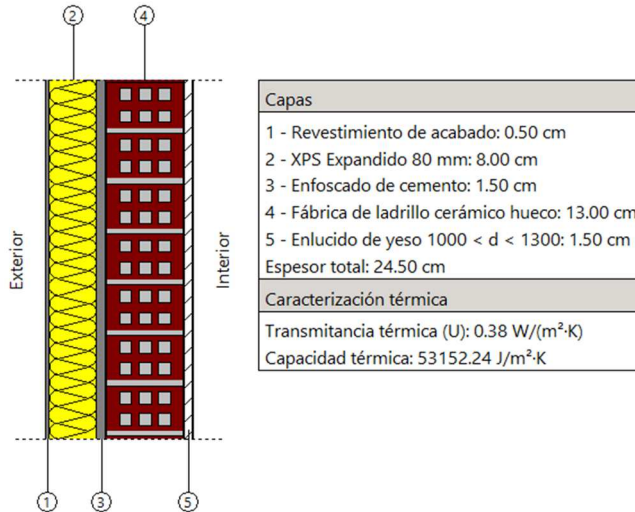 2
4
Exterior
Interior
1
3
5
Capas
1 - Revestimiento de acabado: 0.50 cm
2 - XPS Expandido 80 mm: 8.00 cm
3 - Enfoscado de cemento: 1.50 cm
4 - Fábrica de ladrillo cerámico hueco: 13.00 cm
5 - Enlucido de yeso 1000 < d < 1300: 1.50 cm
Espesor total: 24.50 cm
Caracterización térmica
Transmitancia térmica (U): 0.38 W/(m²·K)
Capacidad térmica: 53152.24 J/m²·K